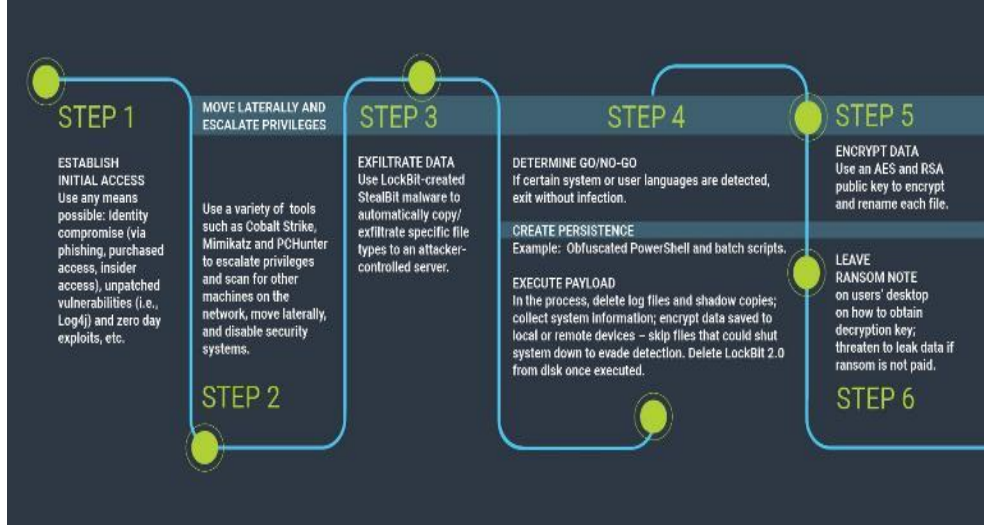 STEP 1
ESTABLISH
INITIAL ACCESS
Use any means
possible: Identity
compromise (via
phishing, purchased
access, insider
access), unpatched
vulnerabilities (i.e.,
Log4j) and zero day
exploits, etc.
MOVE LATERALLY AND
ESCALATE PRIVILEGES
Use a variety of tools
such as Cobalt Strike,
Mimikatz and PCHunter
to escalate privileges
and scan for other
machines on the
network, move laterally,
and disable security
systems.
STEP 2
STEP 3
EXFILTRATE DATA
Use LockBit-created
StealBit malware to
automatically copy/
exfiltrate specific file
types to an attacker-
controlled server.
STEP 4
DETERMINE GO/NO-GO
If certain system or user languages are detected,
exit without infection.
CREATE PERSISTENCE
Example: Obfuscated PowerShell and batch scripts.
EXECUTE PAYLOAD
In the process, delete log files and shadow copies;
collect system information; encrypt data saved to
local or remote devices – skip files that could shut
system down to evade detection. Delete LockBit 2.0
from disk once executed.
STEP 5
ENCRYPT DATA
Use an AES and RSA
public key to encrypt
and rename each file.
LEAVE
RANSOM NOTE
on users' desktop
on how to obtain
decryption key;
threaten to leak data if
ransom is not paid.
STEP 6